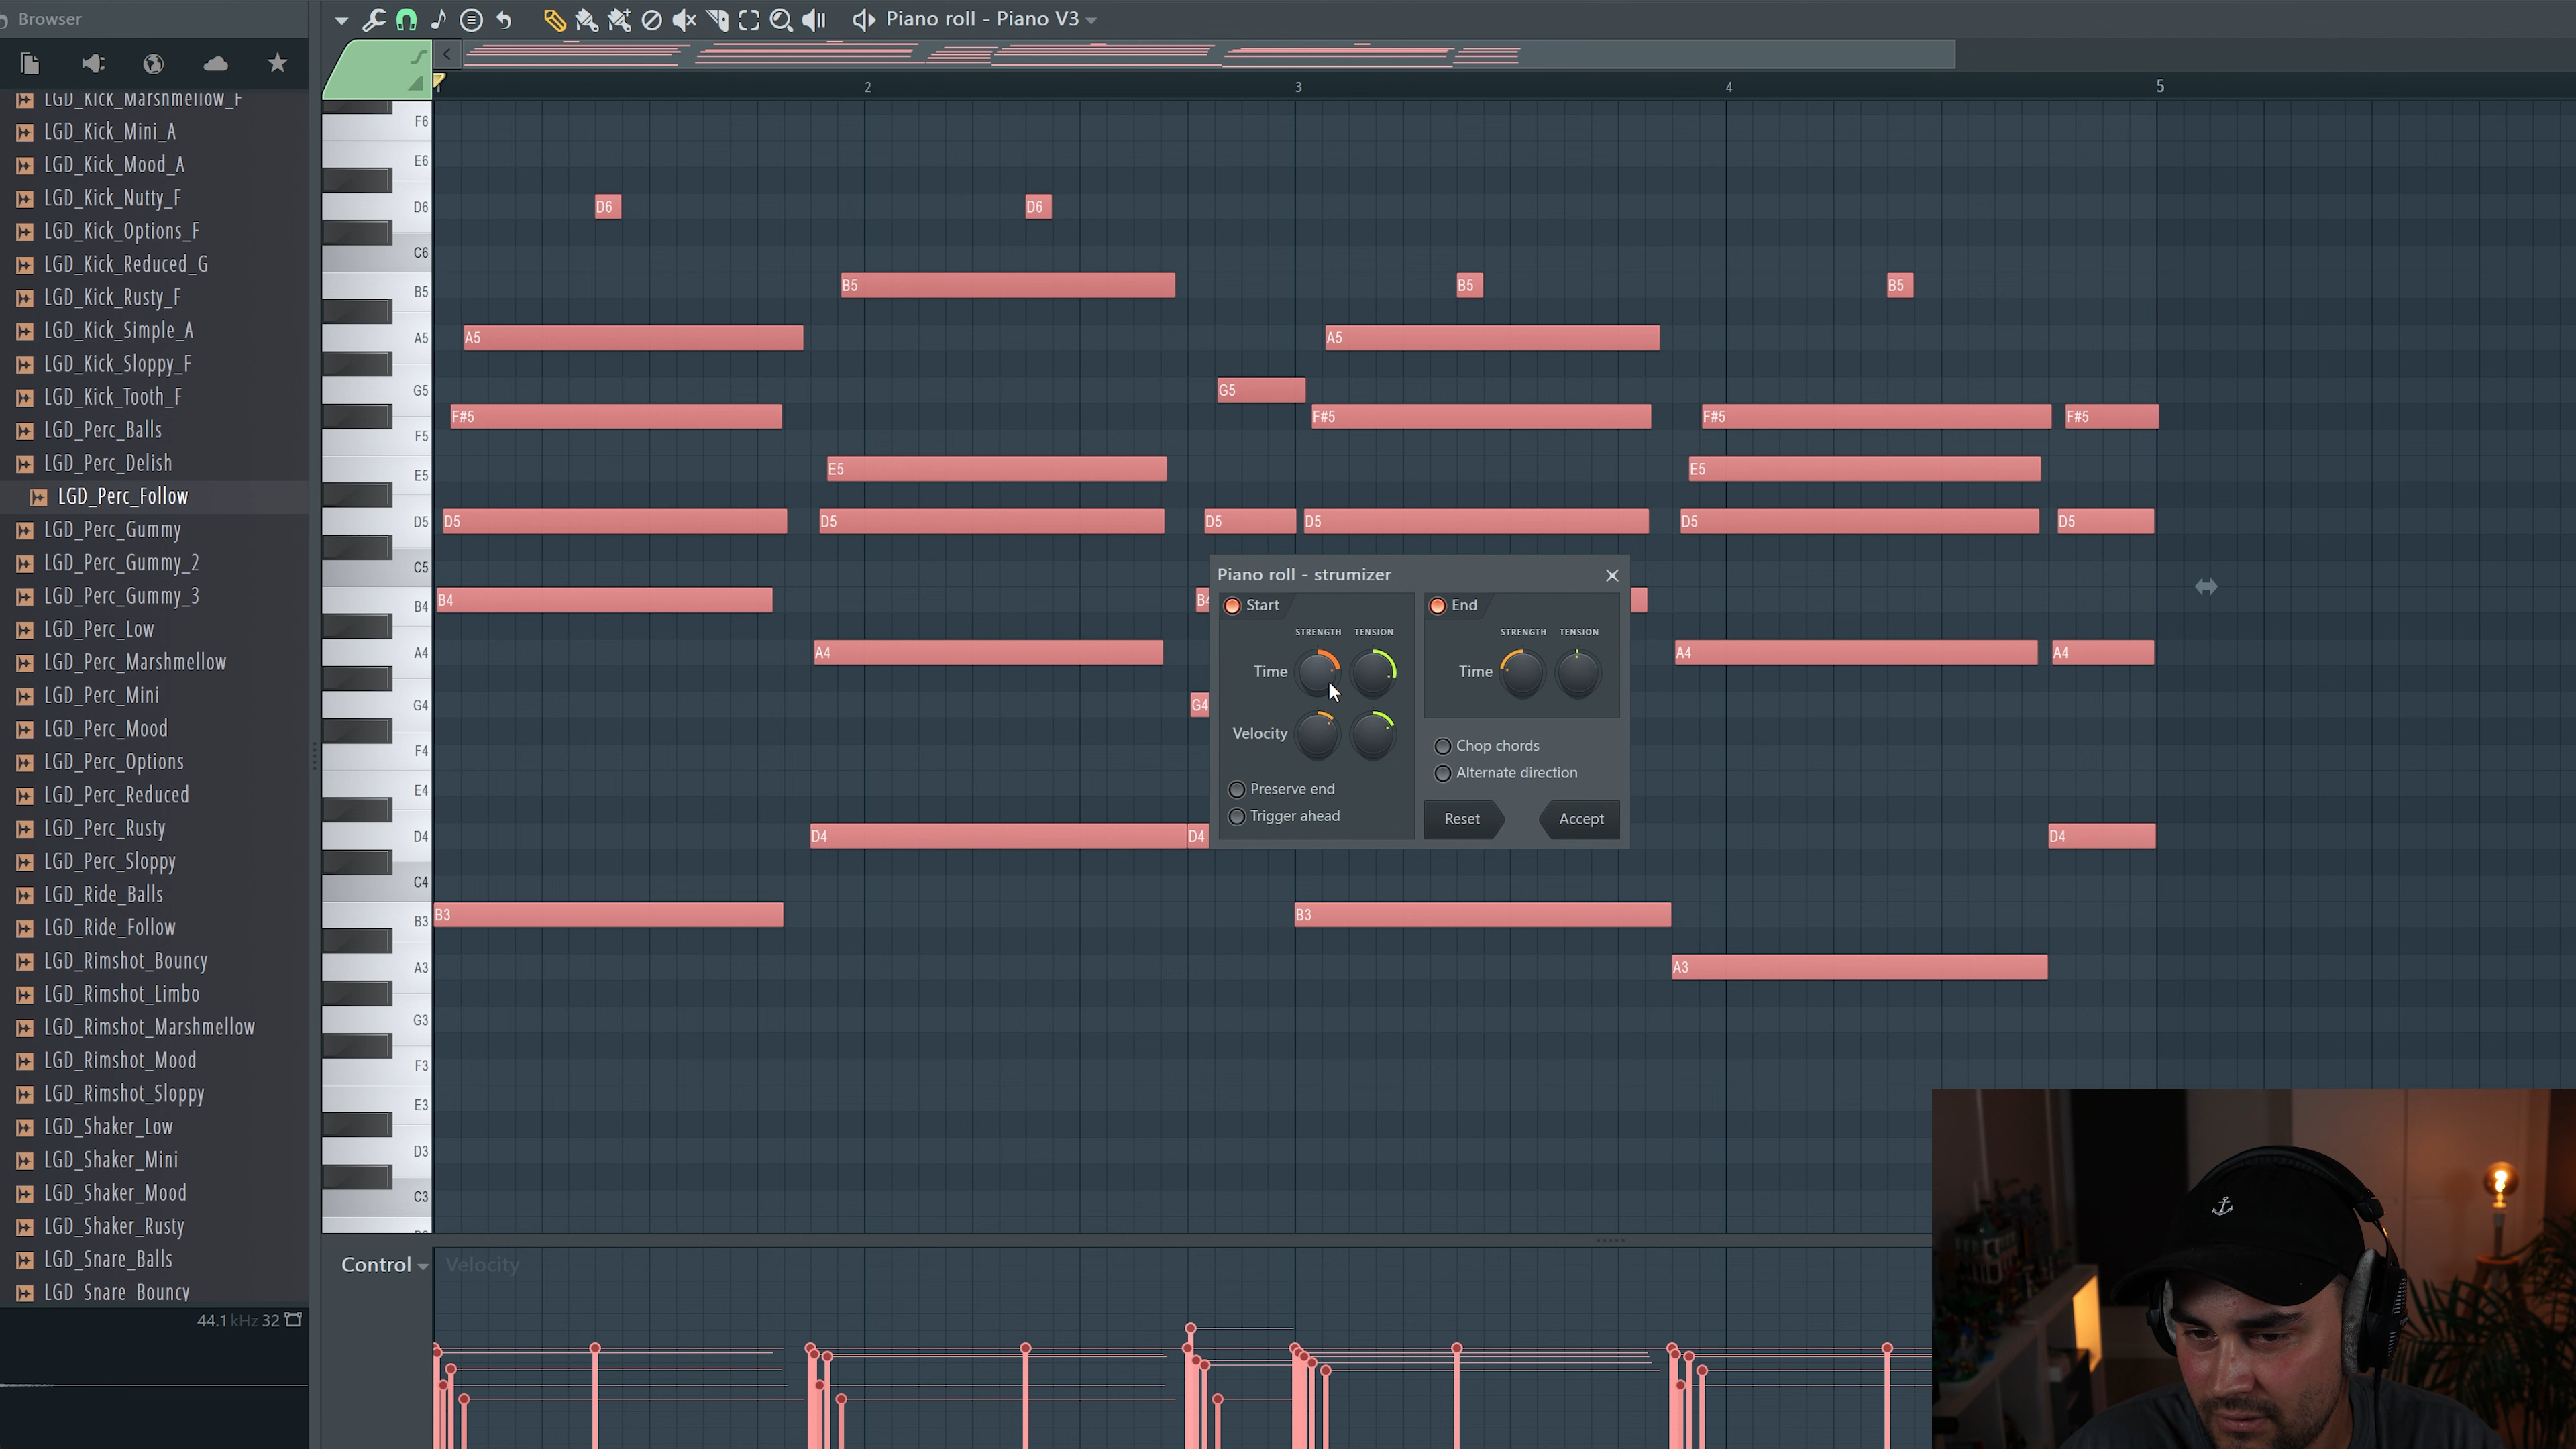 Browser
Piano roll - Piano V3
LGD_Kick_Marshmellow_F
LGD_Kick_Mini_A
LGD_Kick_Mood_A
LGD_Kick_Nutty_F
LGD_Kick_Options_F
LGD_Kick_Reduced_G
LGD_Kick_Rusty_F
LGD_Kick_Simple_A
LGD_Kick_Sloppy_F
LGD_Kick_Tooth_F
LGD_Perc_Balls
LGD_Perc_Delish
LGD_Perc_Follow
LGD_Perc_Gummy
LGD_Perc_Gummy_2
LGD_Perc_Gummy_3
LGD_Perc_Low
LGD_Perc_Marshmellow
LGD_Perc_Mini
LGD_Perc_Mood
LGD_Perc_Options
LGD_Perc_Reduced
LGD_Perc_Rusty
LGD_Perc_Sloppy
LGD_Ride_Balls
LGD_Ride_Follow
LGD_Rimshot_Bouncy
LGD_Rimshot_Limbo
LGD_Rimshot_Marshmellow
LGD_Rimshot_Mood
LGD_Rimshot_Sloppy
LGD_Shaker_Low
LGD_Shaker_Mini
LGD_Shaker_Mood
LGD_Shaker_Rusty
LGD_Snare_Balls
LGD_Snare_Bouncy
44.1kHz 32
2 3 4 5
F6
E6
D6 D6 D6
C6
B5 B5 B5 B5
A5 A5 A5
G5 G5
F#5 F#5 F#5 F#5
F5
E5 E5 E5
D5 D5 D5 D5 D5 D5 D5
C5
B4 B4 B4
A4 A4 A4 A4
G4 G4
F4
E4
D4 D4 D4 D4
C4
B3 B3 B3
A3 A3
G3
F3
E3
D3
C3
Piano roll - strumizer
Start
STRENGTH TENSION
Time
Velocity
Preserve end
Trigger ahead
End
STRENGTH TENSION
Time
Chop chords
Alternate direction
Reset Accept
Control Velocity